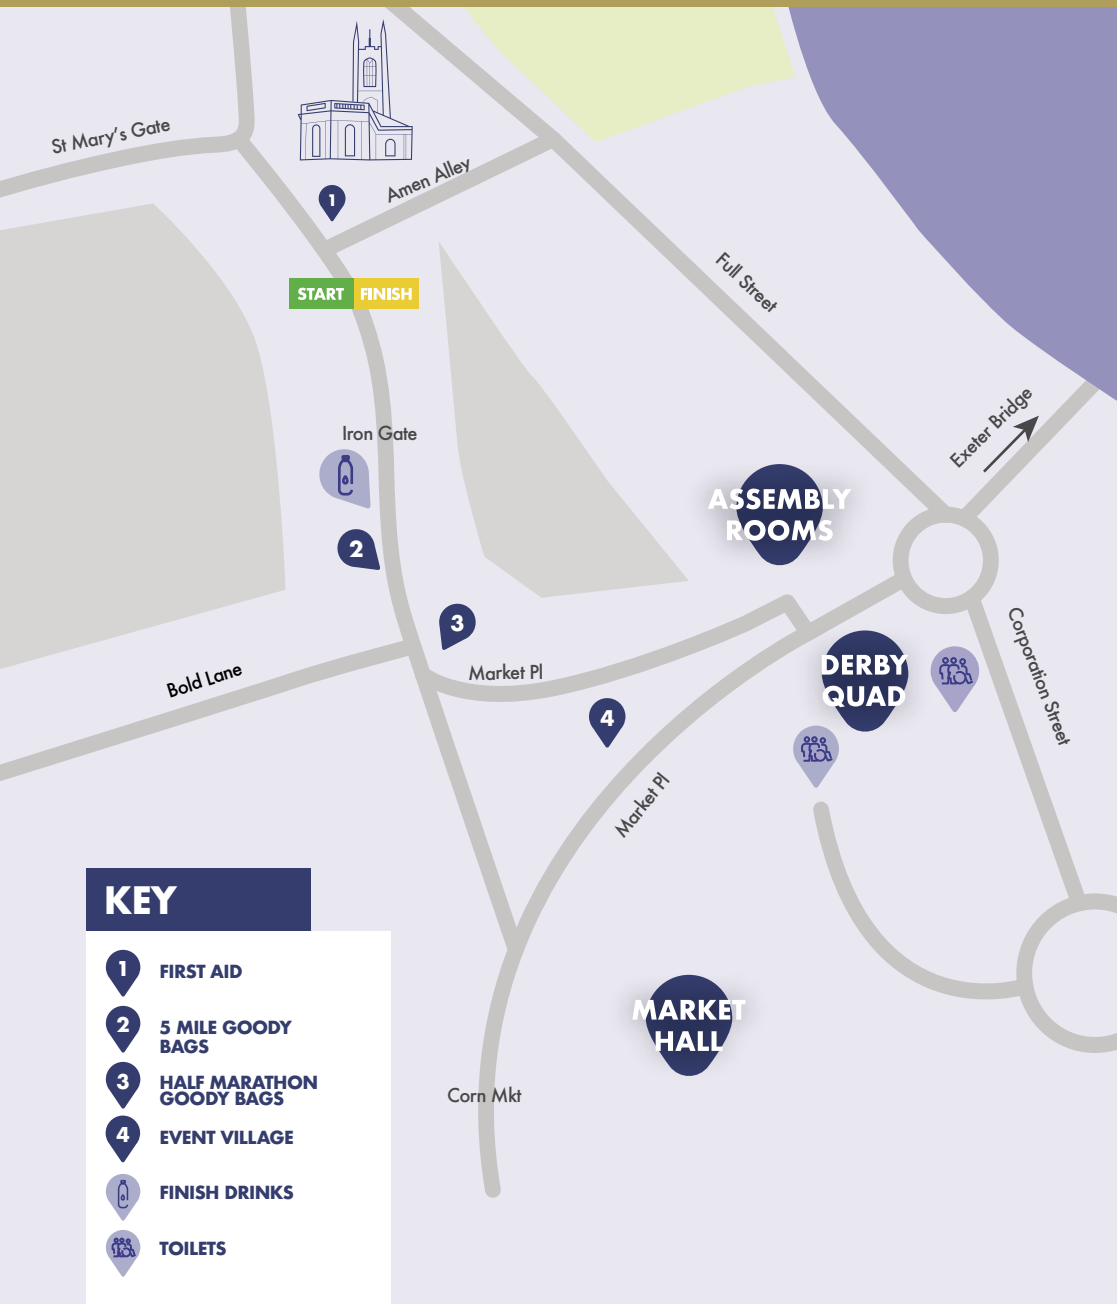 St Mary's Gate
Amen Alley
1
START FINISH
Full Street
Exeter Bridge
Iron Gate
2
ASSEMBLY
ROOMS
3
Market Pl
Bold Lane
4
DERBY
QUAD
Corporation Street
Market Pl
MARKET
HALL
Corn Mkt
KEY
1 FIRST AID
2 5 MILE GOODY
BAGS
3 HALF MARATHON
GOODY BAGS
4 EVENT VILLAGE
FINISH DRINKS
TOILETS